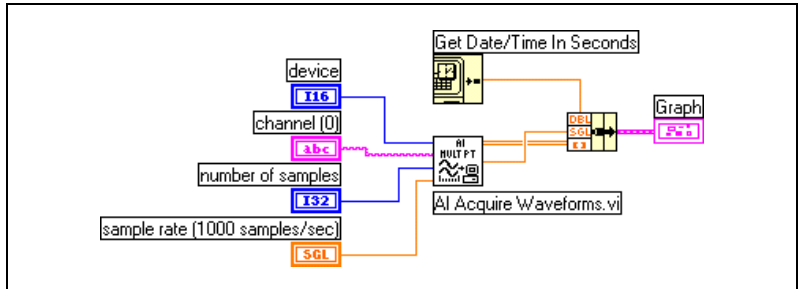 Get Date/Time In Seconds
device
I16
channel (0)
abc
number of samples
I32
sample rate (1000 samples/sec)
SGL
AI
MULT PT
AI Acquire Waveforms.vi
DBL
SGL
Graph